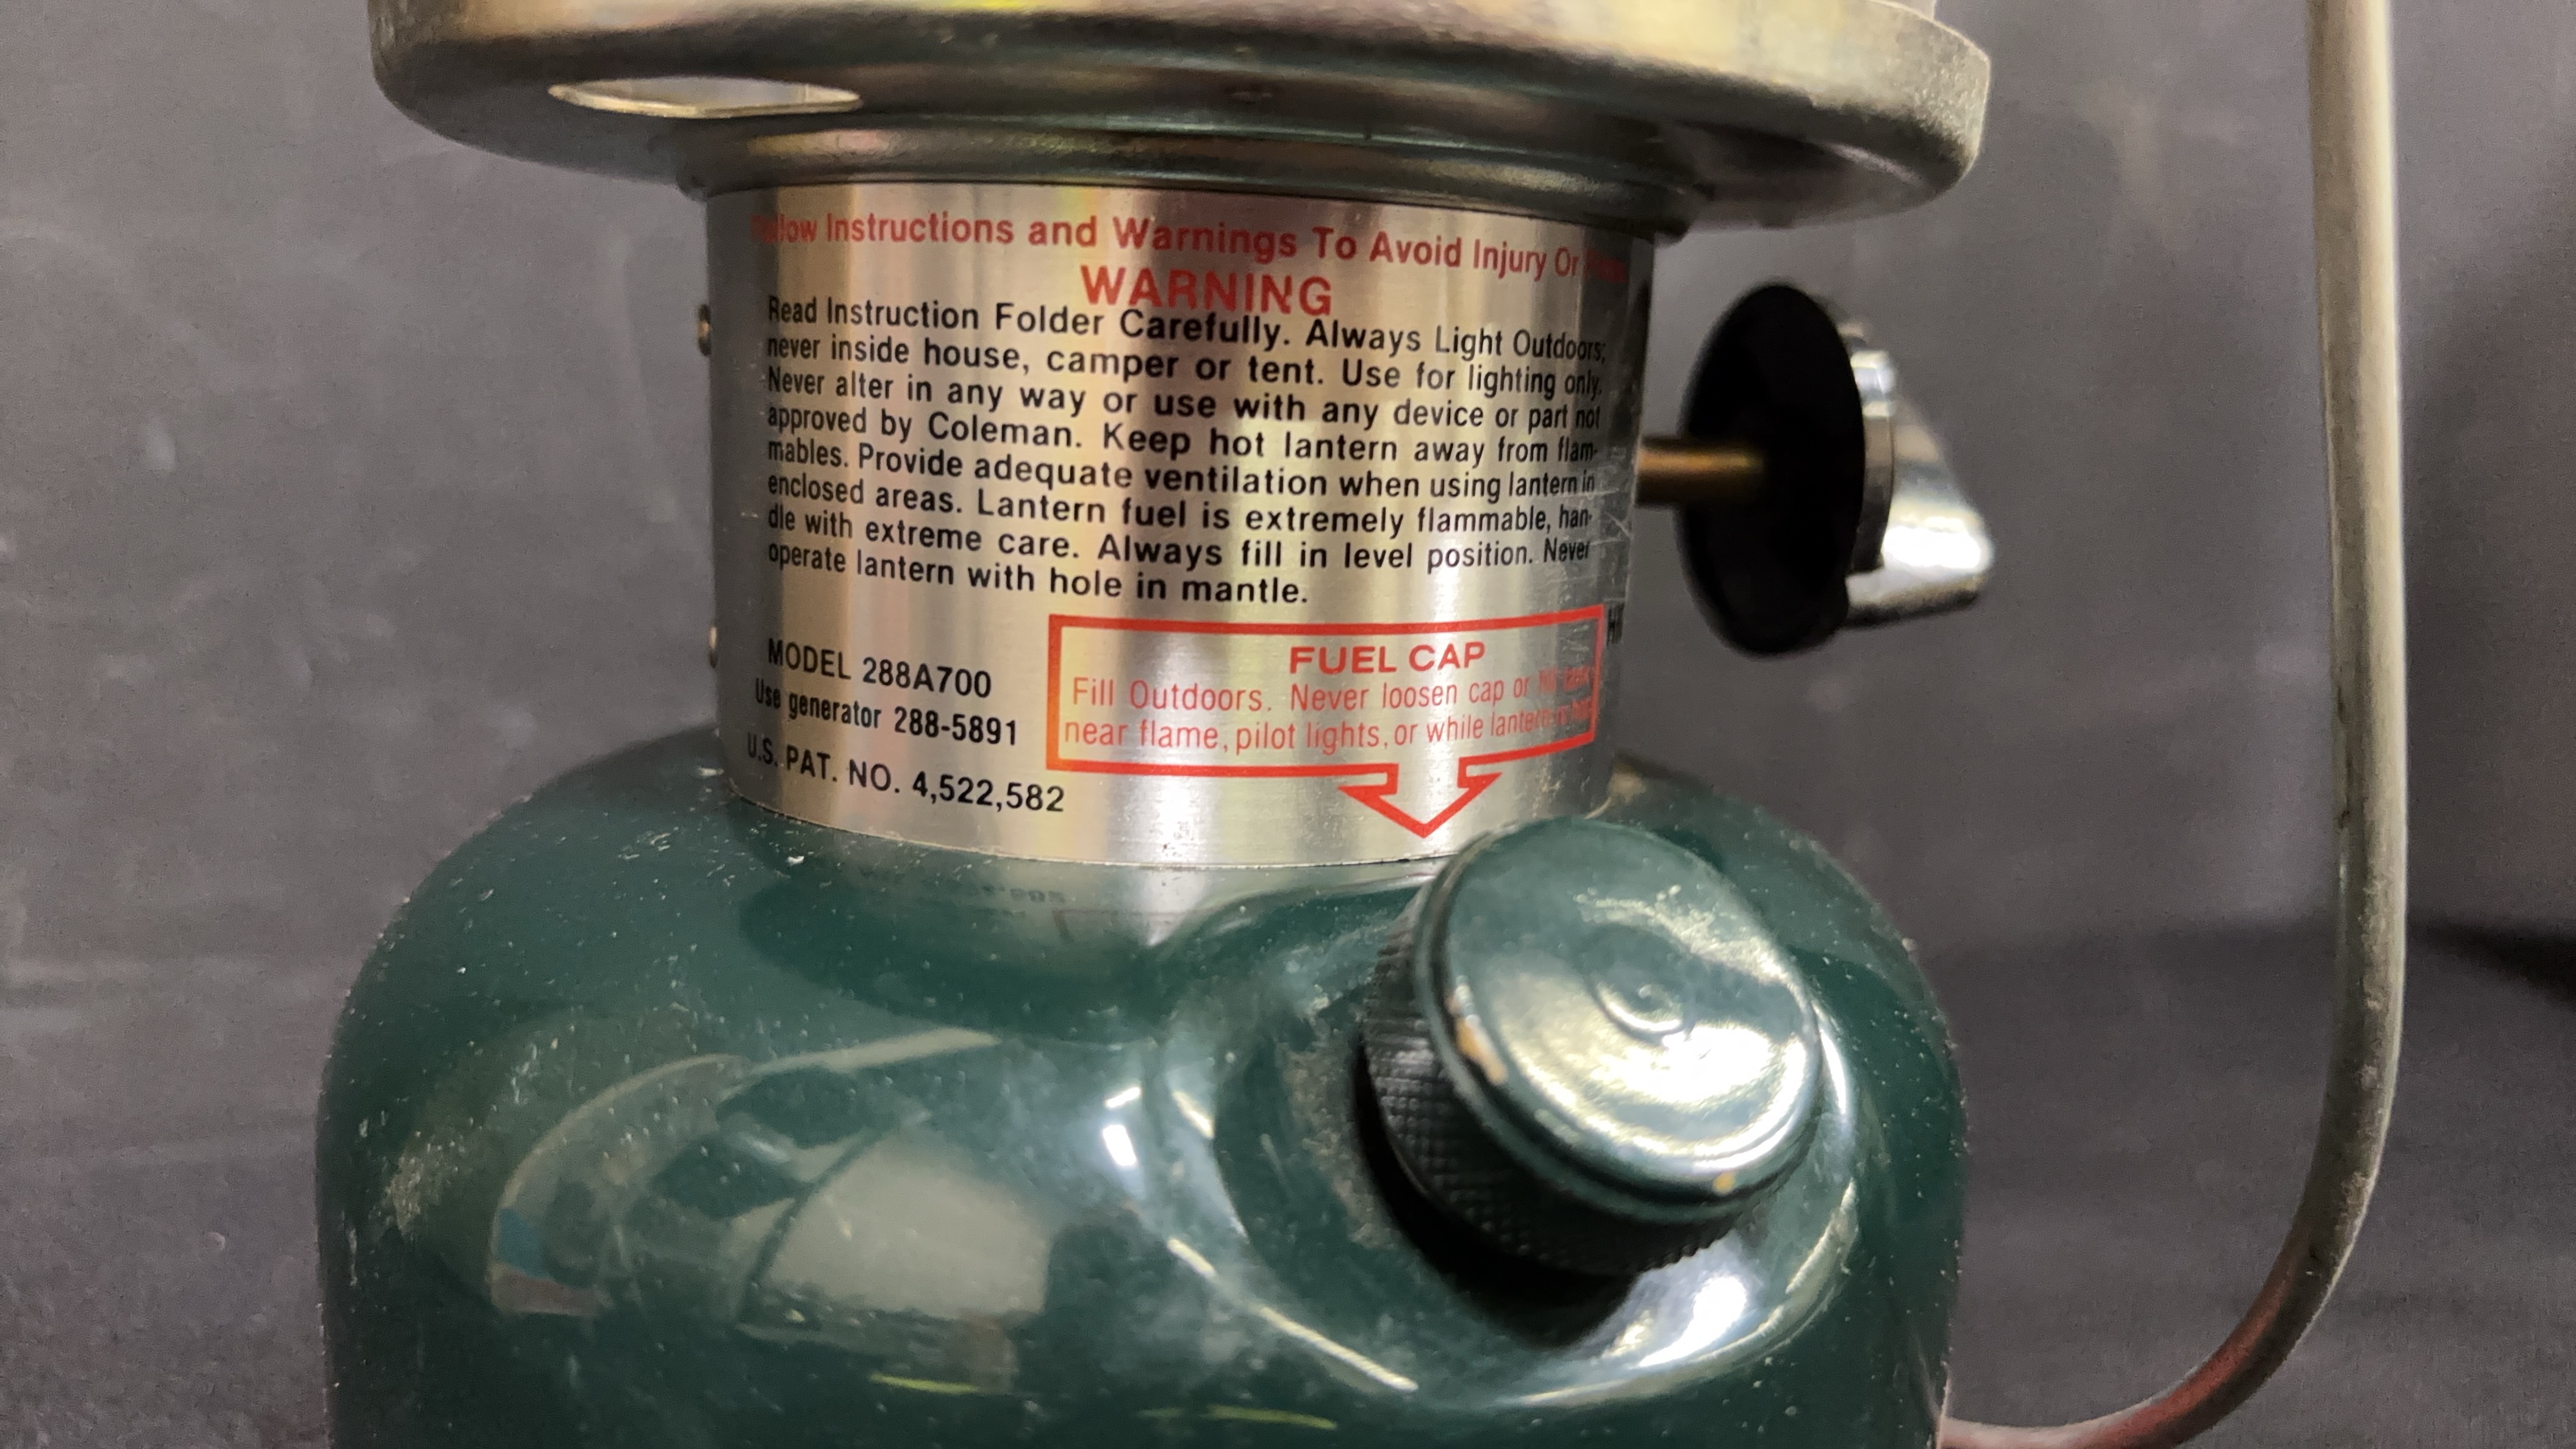 Follow Instructions and Warnings To Avoid Injury Or
WARNING
Read Instruction Folder Carefully. Always Light Outdoors;
never inside house, camper or tent. Use for lighting only.
Never alter in any way or use with any device or part not
approved by Coleman. Keep hot lantern away from flam-
mables. Provide adequate ventilation when using lantern in
enclosed areas. Lantern fuel is extremely flammable, han-
dle with extreme care. Always fill in level position. Never
operate lantern with hole in mantle.
MODEL 288A700
Use generator 288-5891
U.S. PAT. NO. 4,522,582
FUEL CAP
Fill Outdoors. Never loosen cap or
near flame, pilot lights, or while lantern